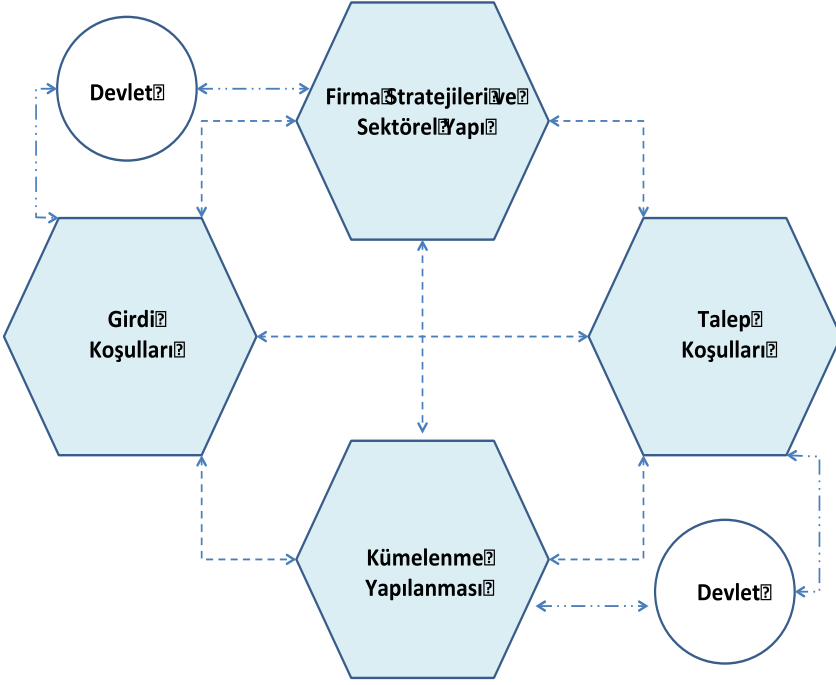 Devlet
Firma Stratejileri ve
Sektörel Yapı
Girdi
Koşulları
Talep
Koşulları
Kümelenme
Yapılanması
Devlet